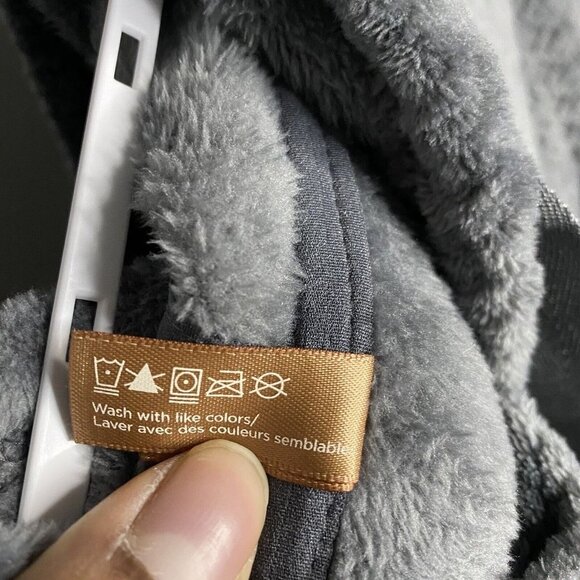 Wash with like colors/
Laver avec des couleurs semblable